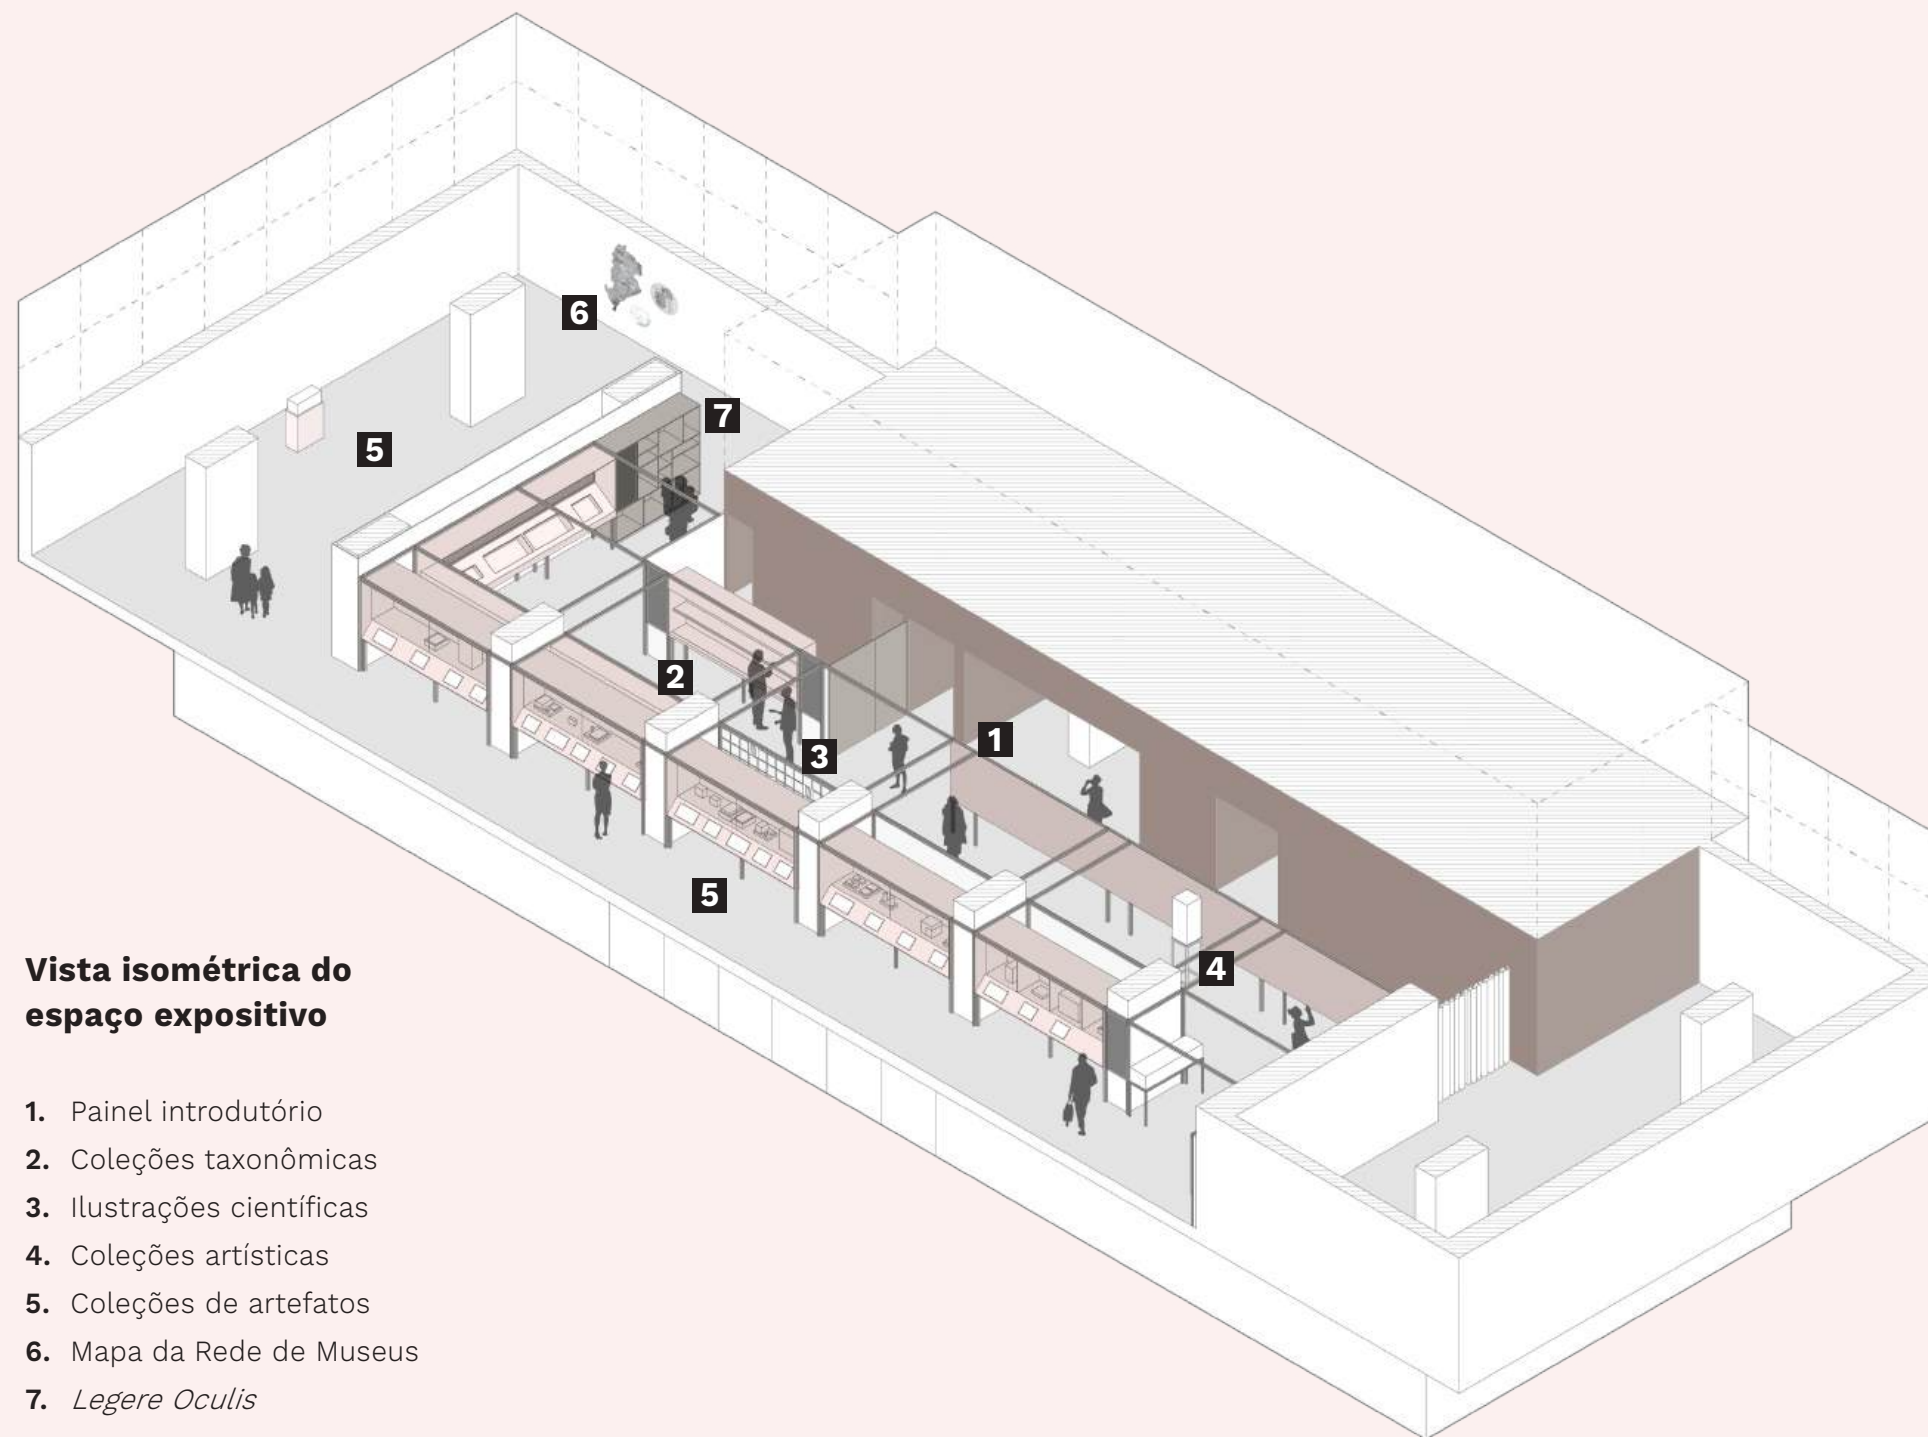 6
7
5
2
3
1
5
4
Vista isométrica do
espaço expositivo
1. Painel introdutório
2. Coleções taxonômicas
3. Ilustrações científicas
4. Coleções artísticas
5. Coleções de artefatos
6. Mapa da Rede de Museus
7. Legere Oculis